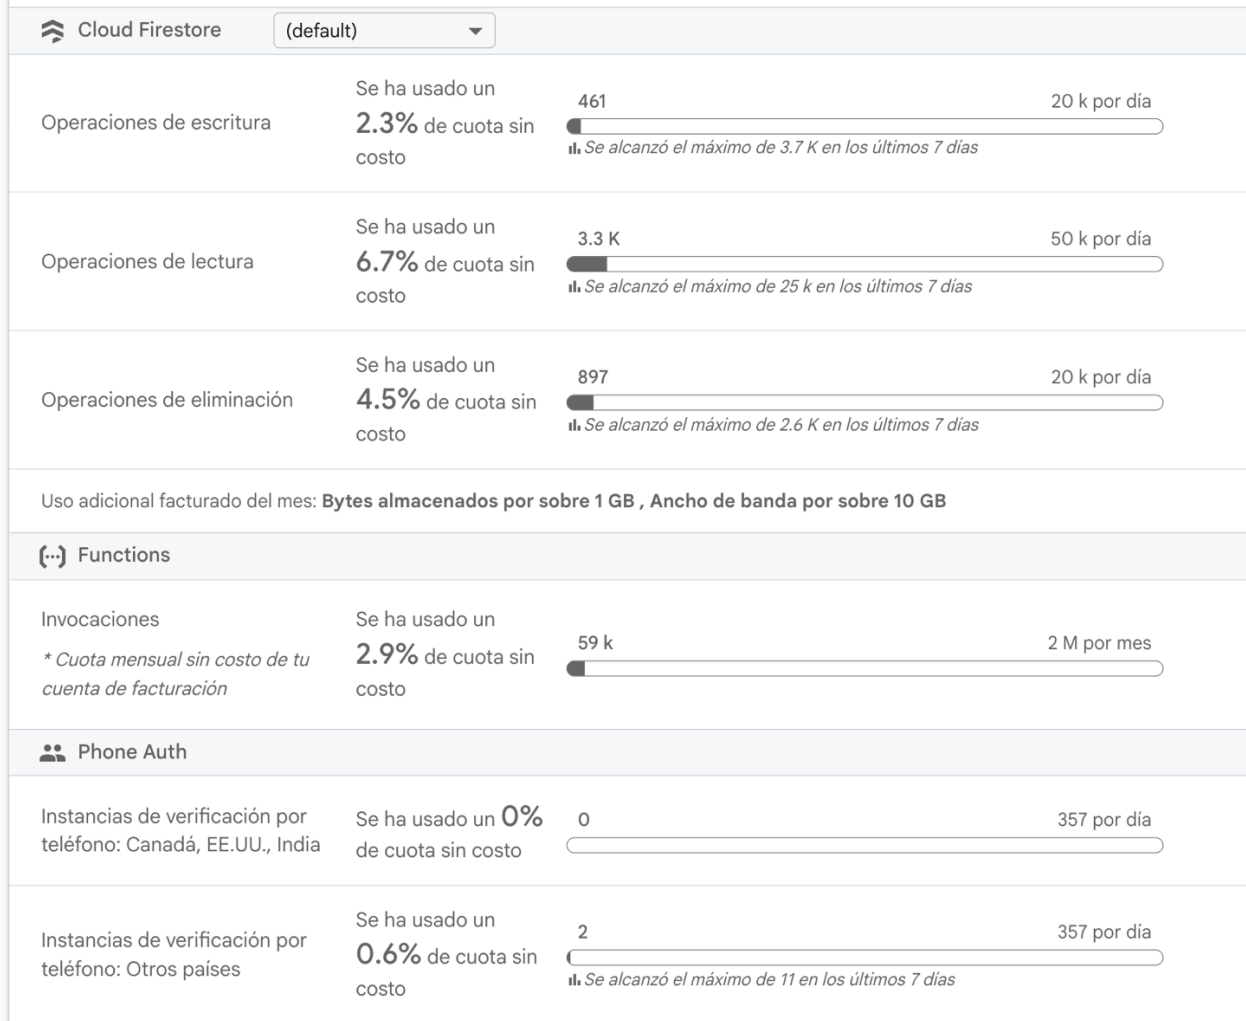 Cloud Firestore
(default)
Operaciones de escritura
Se ha usado un
2.3% de cuota sin
costo
461
20 k por día
Se alcanzó el máximo de 3.7 K en los últimos 7 días
Operaciones de lectura
Se ha usado un
6.7% de cuota sin
costo
3.3 K
50 k por día
Se alcanzó el máximo de 25 k en los últimos 7 días
Operaciones de eliminación
Se ha usado un
4.5% de cuota sin
costo
897
20 k por día
Se alcanzó el máximo de 2.6 K en los últimos 7 días
Uso adicional facturado del mes: Bytes almacenados por sobre 1 GB , Ancho de banda por sobre 10 GB
Functions
Invocaciones
* Cuota mensual sin costo de tu
cuenta de facturación
Se ha usado un
2.9% de cuota sin
costo
59 k
2 M por mes
Phone Auth
Instancias de verificación por
teléfono: Canadá, EE.UU., India
Se ha usado un 0%
de cuota sin costo
0
357 por día
Instancias de verificación por
teléfono: Otros países
Se ha usado un
0.6% de cuota sin
costo
2
357 por día
Se alcanzó el máximo de 11 en los últimos 7 días